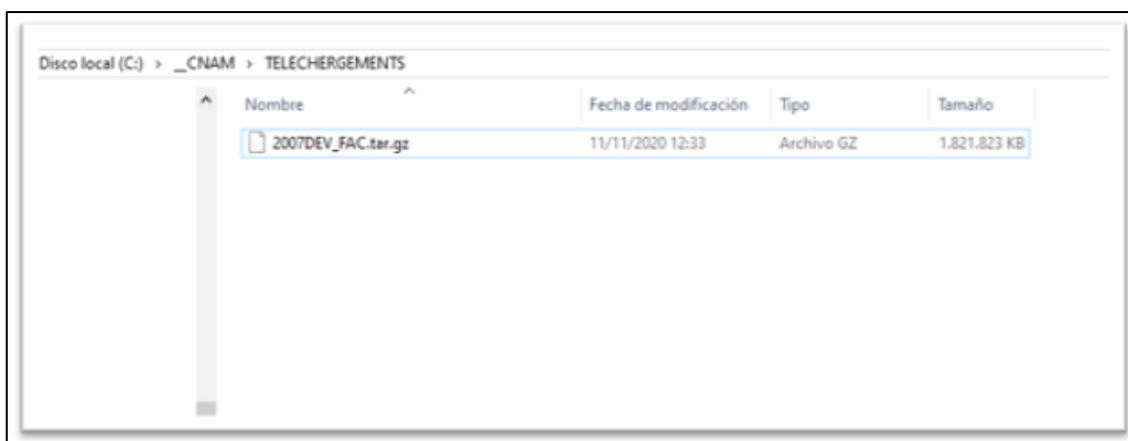 Disco local (C:) > __CNAM > TELECHERGEMENTS
Nombre Fecha de modificación Tipo Tamaño
2007DEV_FAC.tar.gz 11/11/2020 12:33 Archivo GZ 1.821.823 KB